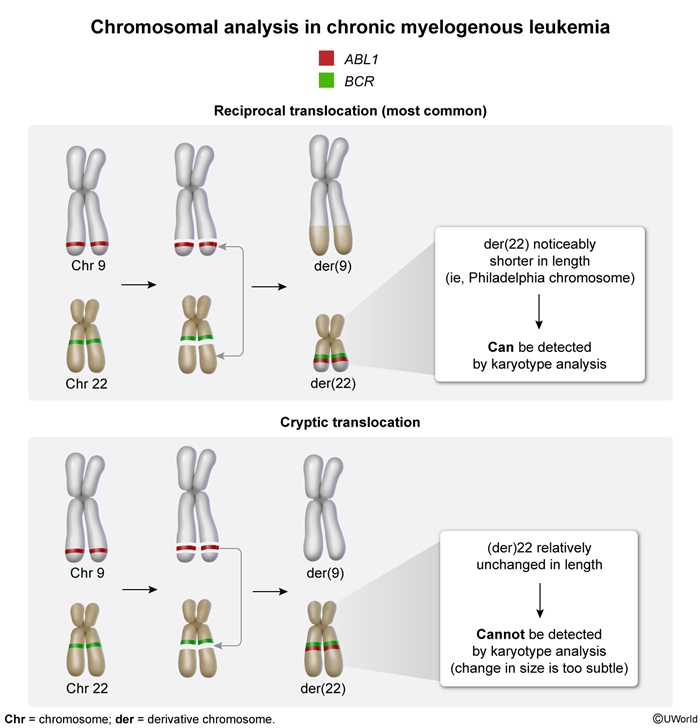 Chromosomal analysis in chronic myelogenous leukemia
ABL1
BCR
Reciprocal translocation (most common)
Chr 9
der(9)
Chr 22
der(22)
der(22) noticeably
shorter in length
(ie, Philadelphia chromosome)
Can be detected
by karyotype analysis
Cryptic translocation
Chr 9
der(9)
Chr 22
der(22)
(der)22 relatively
unchanged in length
Cannot be detected
by karyotype analysis
(change in size is too subtle)
Chr = chromosome; der = derivative chromosome.
©UWorld